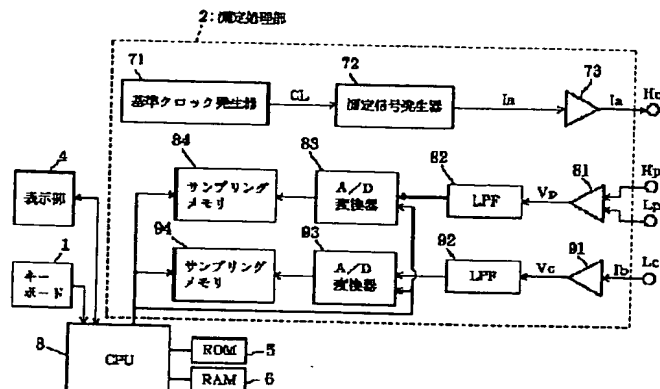 2:測定処理部
71
基準クロック発生器
CL
72
測定信号発生器
Ia
73
Ia
Hc
84
サンプリング
メモリ
83
A/D
変換器
82
LPF
Vp
81
Hp
Lp
94
サンプリング
メモリ
93
A/D
変換器
92
LPF
Vc
91
Ib
Lc
4
表示部
1
キー
ボード
8
CPU
ROM
5
RAM
6